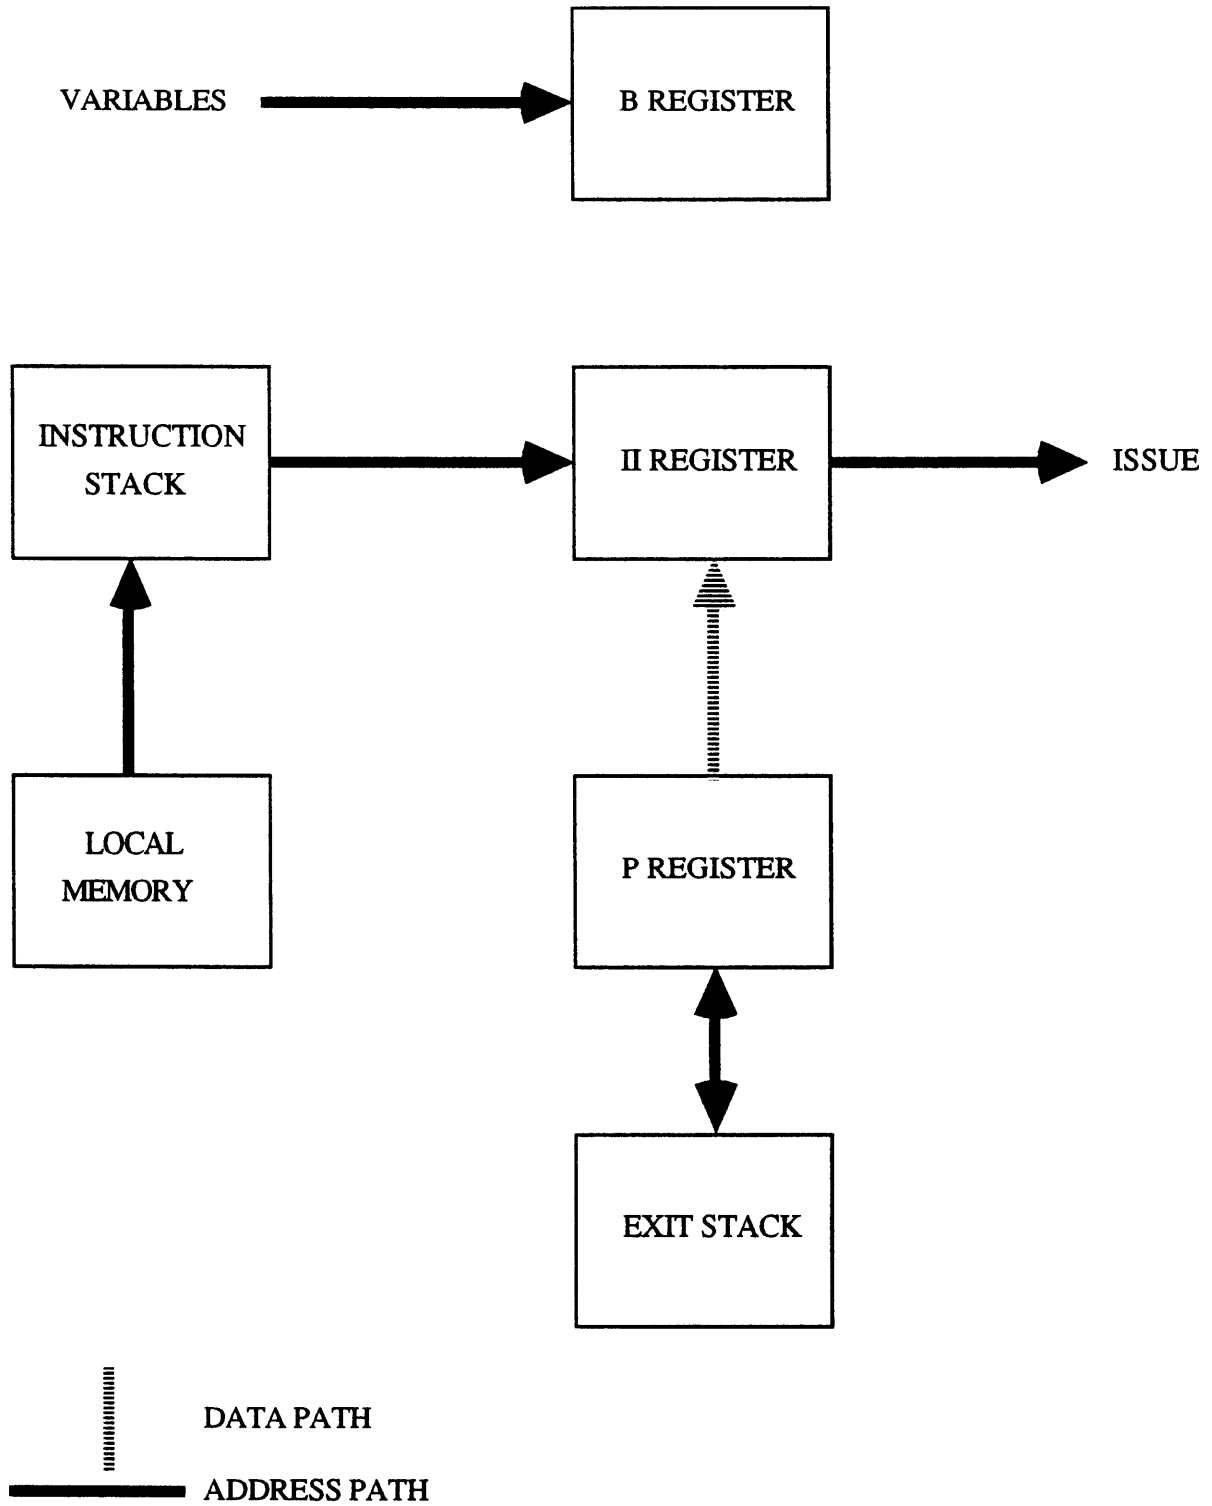 VARIABLES
B REGISTER
INSTRUCTION
STACK
II REGISTER
ISSUE
LOCAL
MEMORY
P REGISTER
EXIT STACK
DATA PATH
ADDRESS PATH